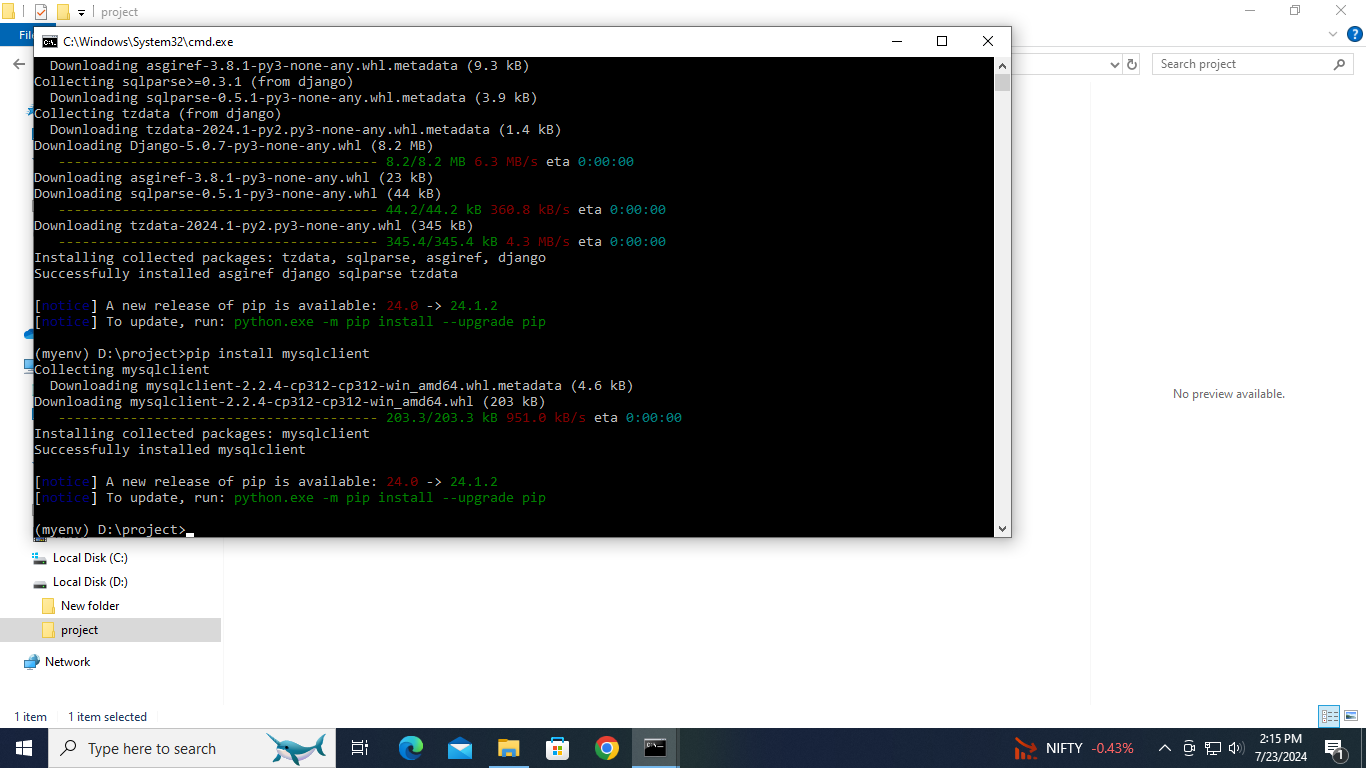 project
File
C:\Windows\System32\cmd.exe
Search project
Downloading asgiref-3.8.1-py3-none-any.whl.metadata (9.3 kB)
Collecting sqlparse>=0.3.1 (from django)
Downloading sqlparse-0.5.1-py3-none-any.whl.metadata (3.9 kB)
Collecting tzdata (from django)
Downloading tzdata-2024.1-py2.py3-none-any.whl.metadata (1.4 kB)
Downloading Django-5.0.7-py3-none-any.whl (8.2 MB)
---------------------------------------- 8.2/8.2 MB 6.3 MB/s eta 0:00:00
Downloading asgiref-3.8.1-py3-none-any.whl (23 kB)
Downloading sqlparse-0.5.1-py3-none-any.whl (44 kB)
---------------------------------------- 44.2/44.2 kB 360.8 kB/s eta 0:00:00
Downloading tzdata-2024.1-py2.py3-none-any.whl (345 kB)
---------------------------------------- 345.4/345.4 kB 4.3 MB/s eta 0:00:00
Installing collected packages: tzdata, sqlparse, asgiref, django
Successfully installed asgiref django sqlparse tzdata
[notice] A new release of pip is available: 24.0 -> 24.1.2
[notice] To update, run: python.exe -m pip install --upgrade pip
(myenv) D:\project>pip install mysqlclient
Collecting mysqlclient
Downloading mysqlclient-2.2.4-cp312-cp312-win_amd64.whl.metadata (4.6 kB)
Downloading mysqlclient-2.2.4-cp312-cp312-win_amd64.whl (203 kB)
---------------------------------------- 203.3/203.3 kB 951.0 kB/s eta 0:00:00
Installing collected packages: mysqlclient
Successfully installed mysqlclient
[notice] A new release of pip is available: 24.0 -> 24.1.2
[notice] To update, run: python.exe -m pip install --upgrade pip
(myenv) D:\project>
No preview available.
Local Disk (C:)
Local Disk (D:)
New folder
project
Network
1 item
1 item selected
Type here to search
NIFTY -0.43%
2:15 PM
7/23/2024
1